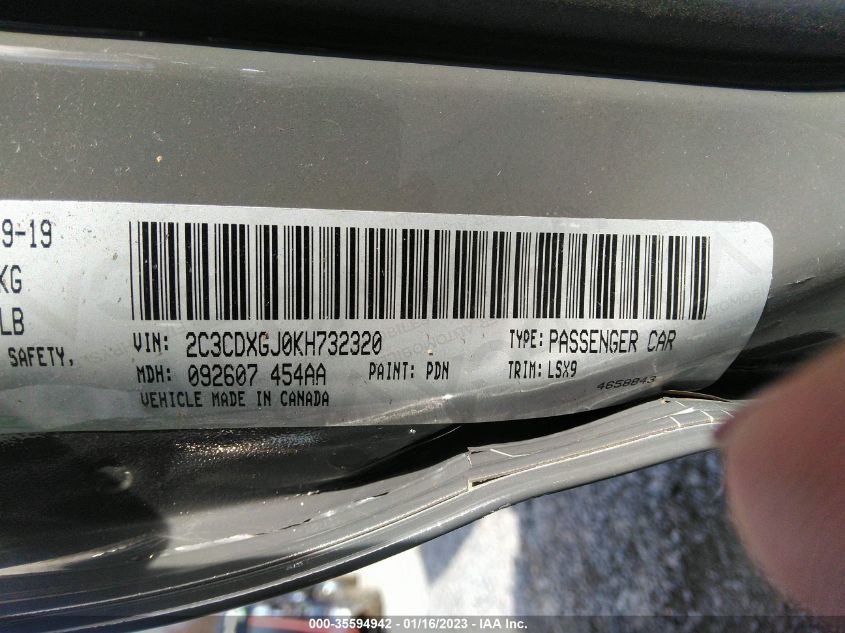 9-19
KG
LB
SAFETY,
VIN: 2C3CDXGJ0KH732320 TYPE: PASSENGER CAR
MDH: 092607 454AA PAINT: PDN TRIM: LSX9
4658843
VEHICLE MADE IN CANADA
000-35594942 - 01/16/2023 - IAA Inc.